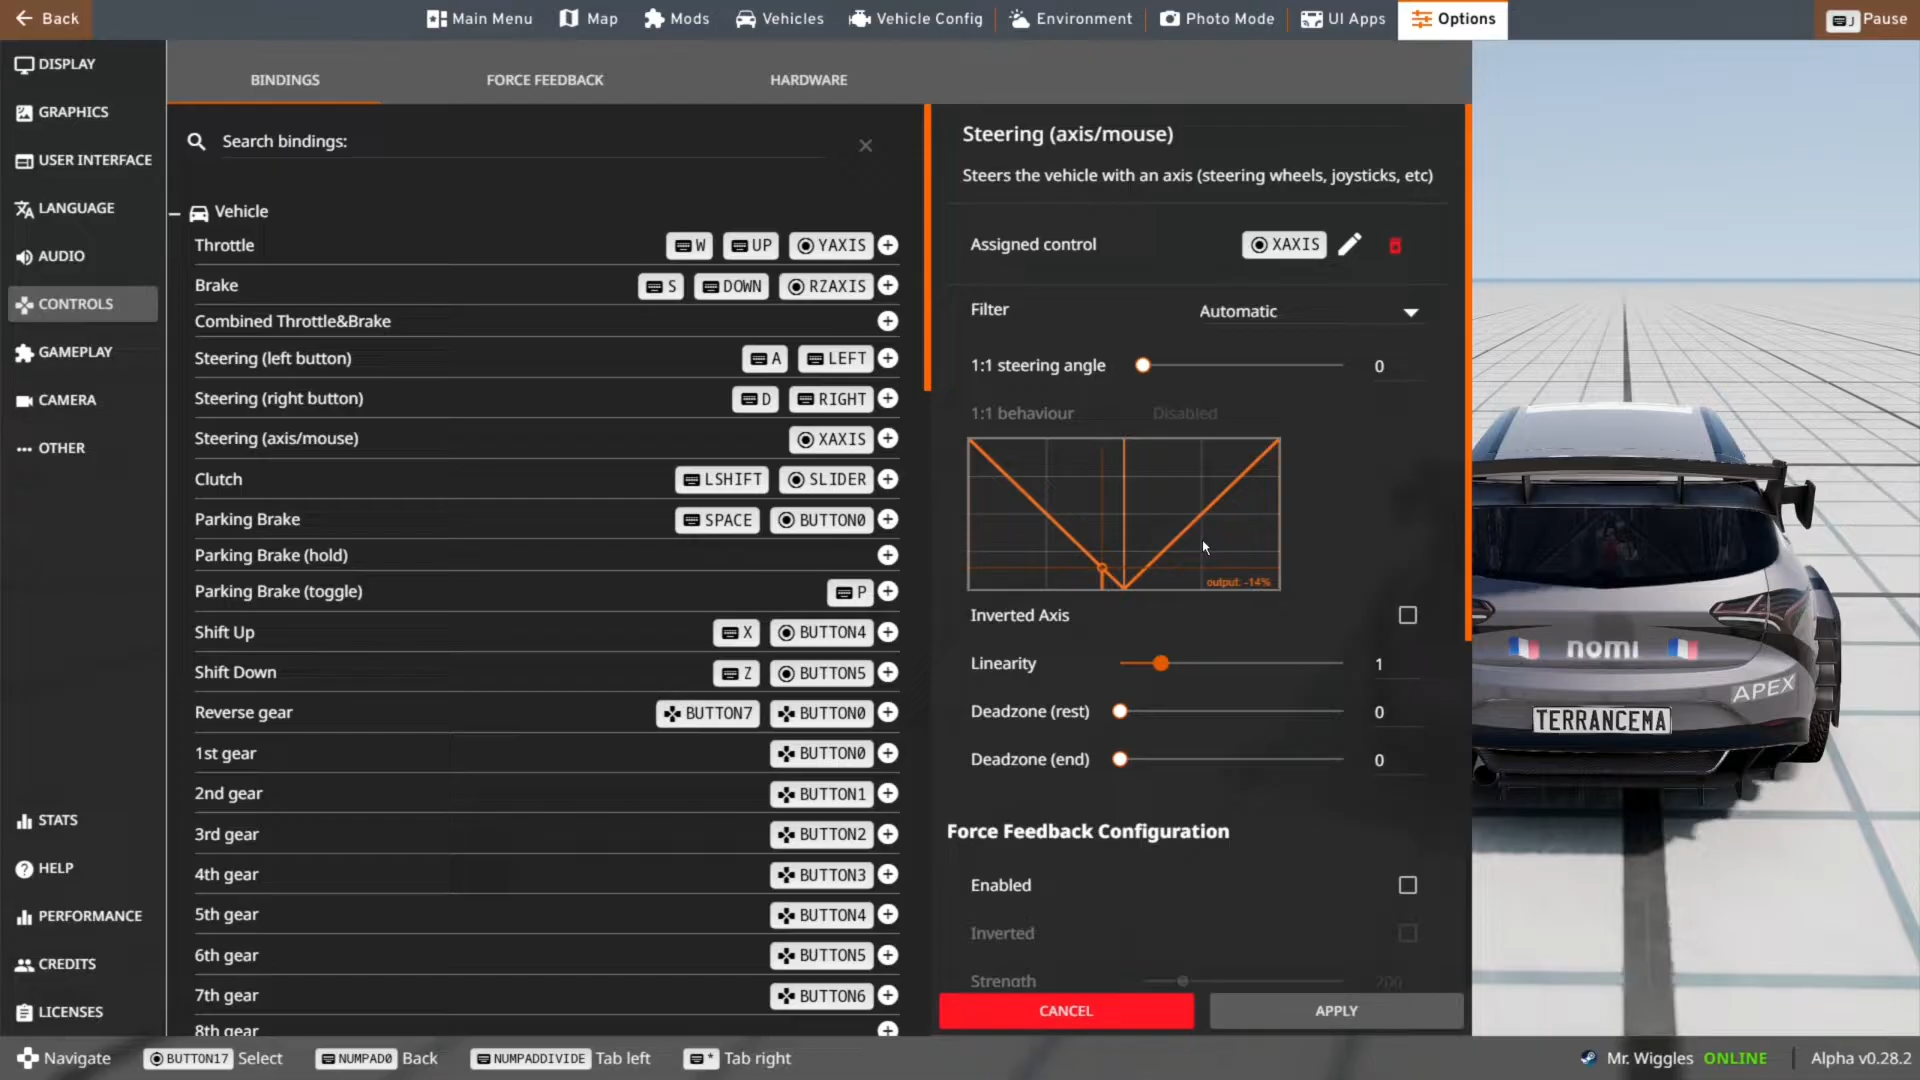 Back
Main Menu
Map
Mods
Vehicles
Vehicle Config
Environment
Photo Mode
UI Apps
Options
J Pause
DISPLAY
GRAPHICS
USER INTERFACE
LANGUAGE
AUDIO
CONTROLS
GAMEPLAY
CAMERA
OTHER
STATS
HELP
PERFORMANCE
CREDITS
LICENSES
BINDINGS
FORCE FEEDBACK
HARDWARE
Search bindings:
Vehicle
Throttle W UP YAXIS
Brake S DOWN RZAXIS
Combined Throttle&Brake
Steering (left button) A LEFT
Steering (right button) D RIGHT
Steering (axis/mouse) XAXIS
Clutch LSHIFT SLIDER
Parking Brake SPACE BUTTON0
Parking Brake (hold)
Parking Brake (toggle) P
Shift Up X BUTTON4
Shift Down Z BUTTON5
Reverse gear BUTTON7 BUTTON0
1st gear BUTTON0
2nd gear BUTTON1
3rd gear BUTTON2
4th gear BUTTON3
5th gear BUTTON4
6th gear BUTTON5
7th gear BUTTON6
8th gear
Steering (axis/mouse)
Steers the vehicle with an axis (steering wheels, joysticks, etc)
Assigned control XAXIS
Filter Automatic
1:1 steering angle 0
1:1 behaviour Disabled
output: -14%
Inverted Axis
Linearity 1
Deadzone (rest) 0
Deadzone (end) 0
Force Feedback Configuration
Enabled
Inverted
Strength 200
CANCEL
APPLY
nomi
APEX
TERRANCEMA
Navigate
BUTTON17 Select
NUMPAD0 Back
NUMPADDIVIDE Tab left
* Tab right
Mr. Wiggles ONLINE
Alpha v0.28.2